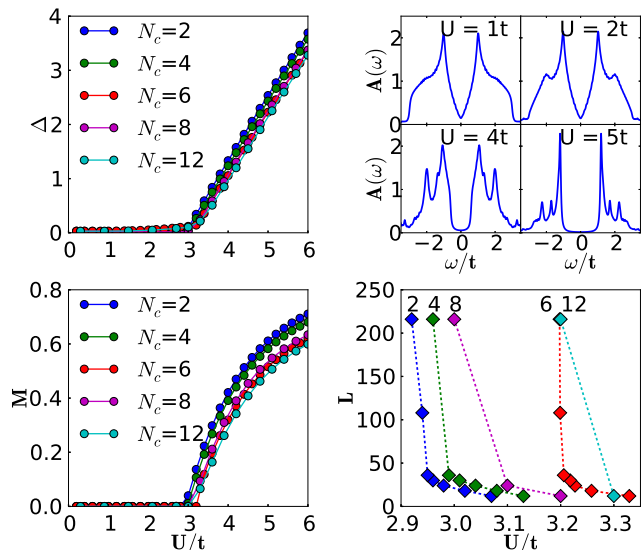 4
3
Δ2
1
0
0 1 2 3 4 5 6
N_c=2
N_c=4
N_c=6
N_c=8
N_c=12
U = 1t
U = 2t
2
A(ω)
1
0
U = 4t
U = 5t
2
A(ω)
1
0
−2 0 2
−2 0 2
ω/t
ω/t
0.8
0.6
M
0.4
0.2
0.0
0 1 2 3 4 5 6
U/t
N_c=2
N_c=4
N_c=6
N_c=8
N_c=12
250
200
150
L
100
50
0
2 4 8 6 12
2.9 3.0 3.1 3.2 3.3
U/t